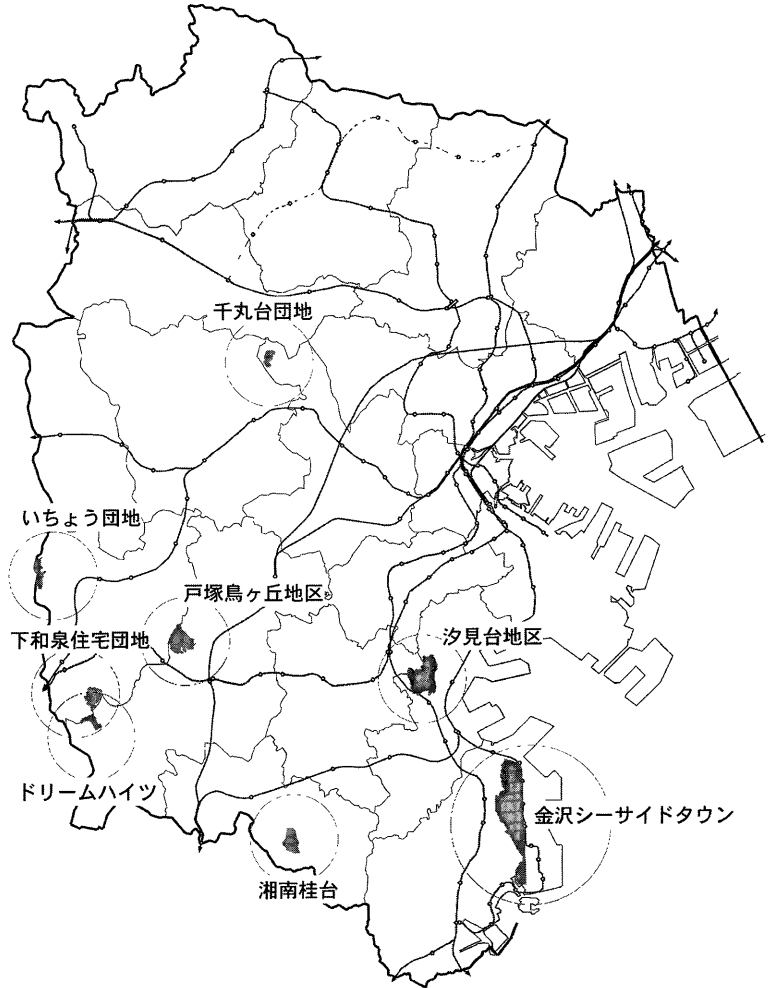 千丸台団地
いちょう団地
戸塚鳥ヶ丘地区
下和泉住宅団地
汐見台地区
ドリームハイツ
金沢シーサイドタウン
湘南桂台